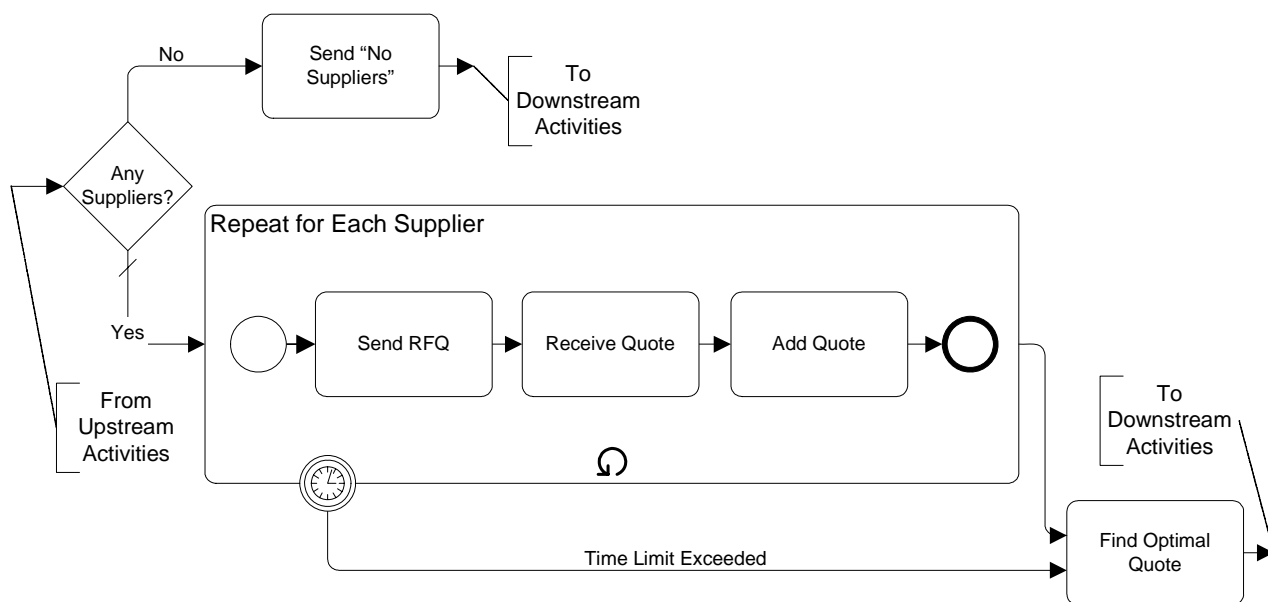 No
Send “No
Suppliers”
To
Downstream
Activities
Any
Suppliers?
Repeat for Each Supplier
Yes
Send RFQ
Receive Quote
Add Quote
From
Upstream
Activities
To
Downstream
Activities
Time Limit Exceeded
Find Optimal
Quote